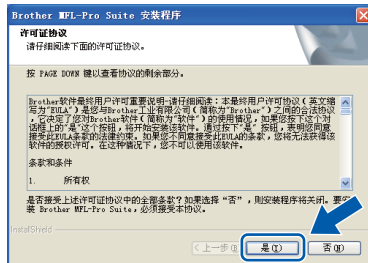 Brother MFL-Pro Suite 安装程序
许可证协议
请仔细阅读下面的许可证协议。
按 PAGE DOWN 键以查看协议的剩余部分。
Brother软件最终用户许可重要说明-请仔细阅读：本最终用户许可协议（英文缩
写为"EULA"）是您与Brother工业有限公司（简称为"Brother"）之间的合法协议
，它决定了您对Brother软件（简称为"软件"）的使用情况，如果您按下这个对
话框上的"是"这个按钮，将开始安装该软件。通过按下"是" 按钮，表明您同意
接受此EULA条款的法律约束。如果您不同意接受此EULA的条款，您将无法获得该
软件的授权许可。在这种情况下，您不可以使用该软件。
条款和条件
1. 所有权
是否接受上述许可证协议中的全部条款？如果选择“否”，则安装程序将关闭。要安
装 Brother MFL-Pro Suite，必须接受本协议。
InstallShield
<上一步(B) 是(Y) 否(N)